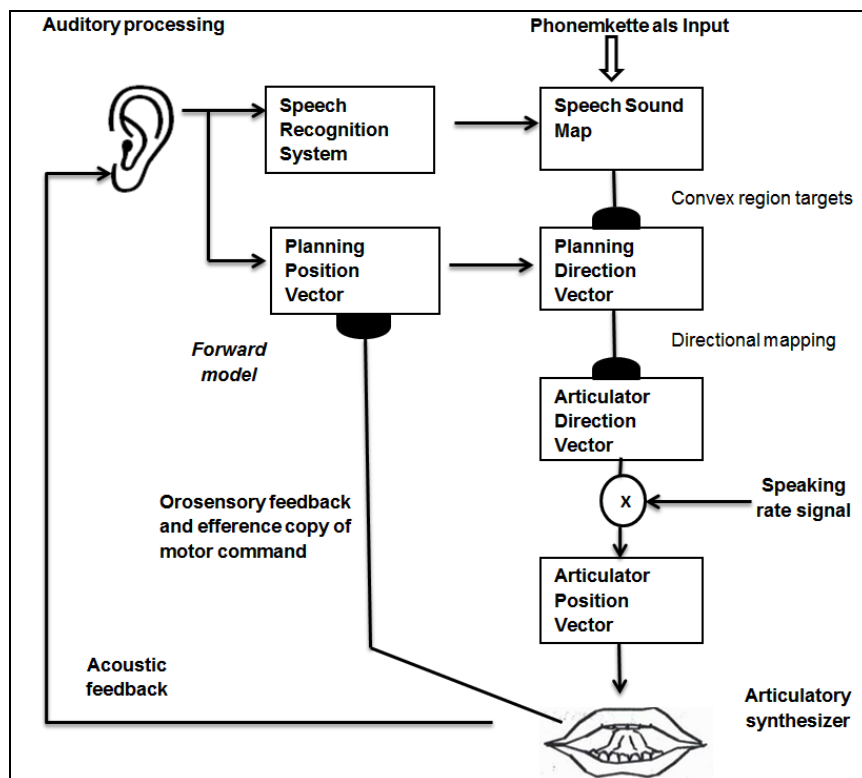 Auditory processing
Phonemkette als Input
Speech
Recognition
System
Speech Sound
Map
Convex region targets
Planning
Position
Vector
Planning
Direction
Vector
Forward
model
Directional mapping
Articulator
Direction
Vector
Orosensory feedback
and efference copy of
motor command
X
Speaking
rate signal
Articulator
Position
Vector
Acoustic
feedback
Articulatory
synthesizer